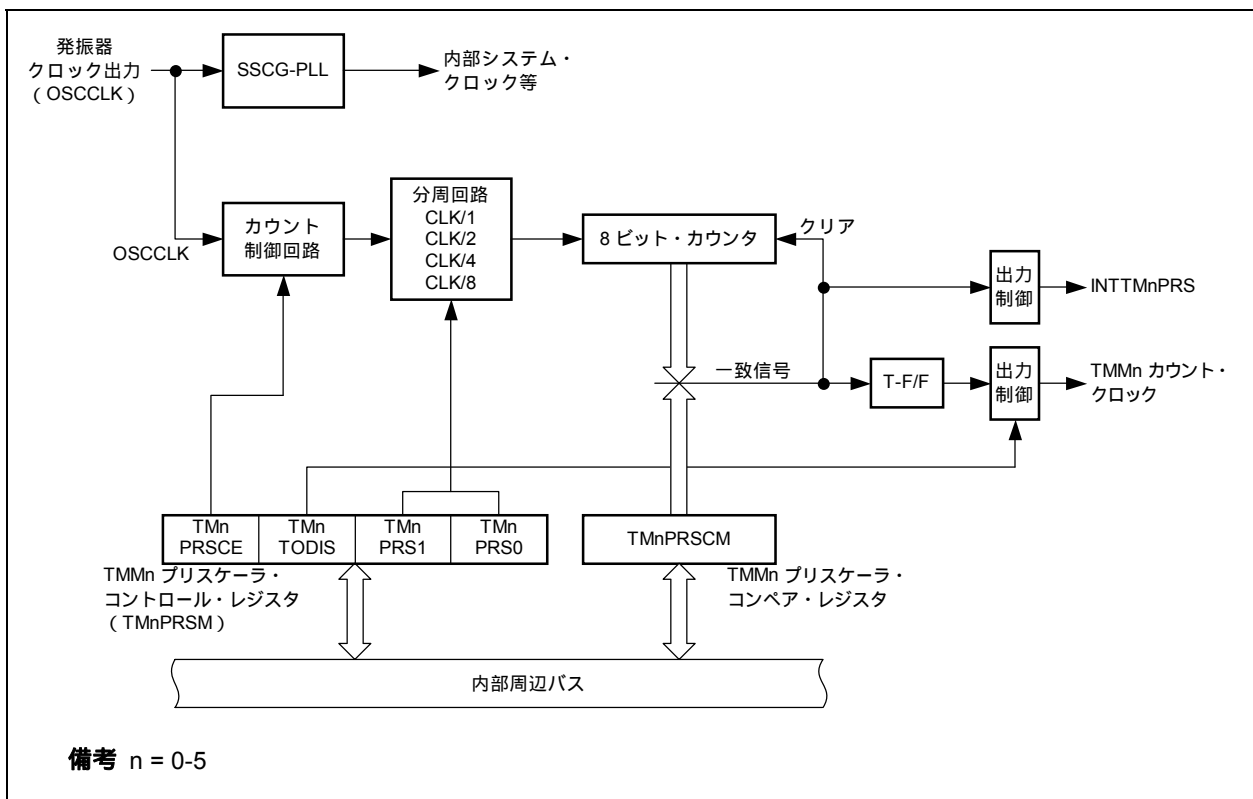 発振器
クロック出力
( OSCCLK )
SSCG-PLL
内部システム・
クロック等
OSCCLK
カウント
制御回路
分周回路
CLK/1
CLK/2
CLK/4
CLK/8
8 ビット・カウンタ
クリア
出力
制御
INTTMnPRS
一致信号
T-F/F
出力
制御
TMMn カウント・
クロック
TMn
PRSCE
TMn
TODIS
TMn
PRS1
TMn
PRS0
TMMn プリスケーラ・
コントロール・レジスタ
( TMnPRSM )
TMnPRSCM
TMMn プリスケーラ・
コンペア・レジスタ
内部周辺バス
備考 n = 0-5